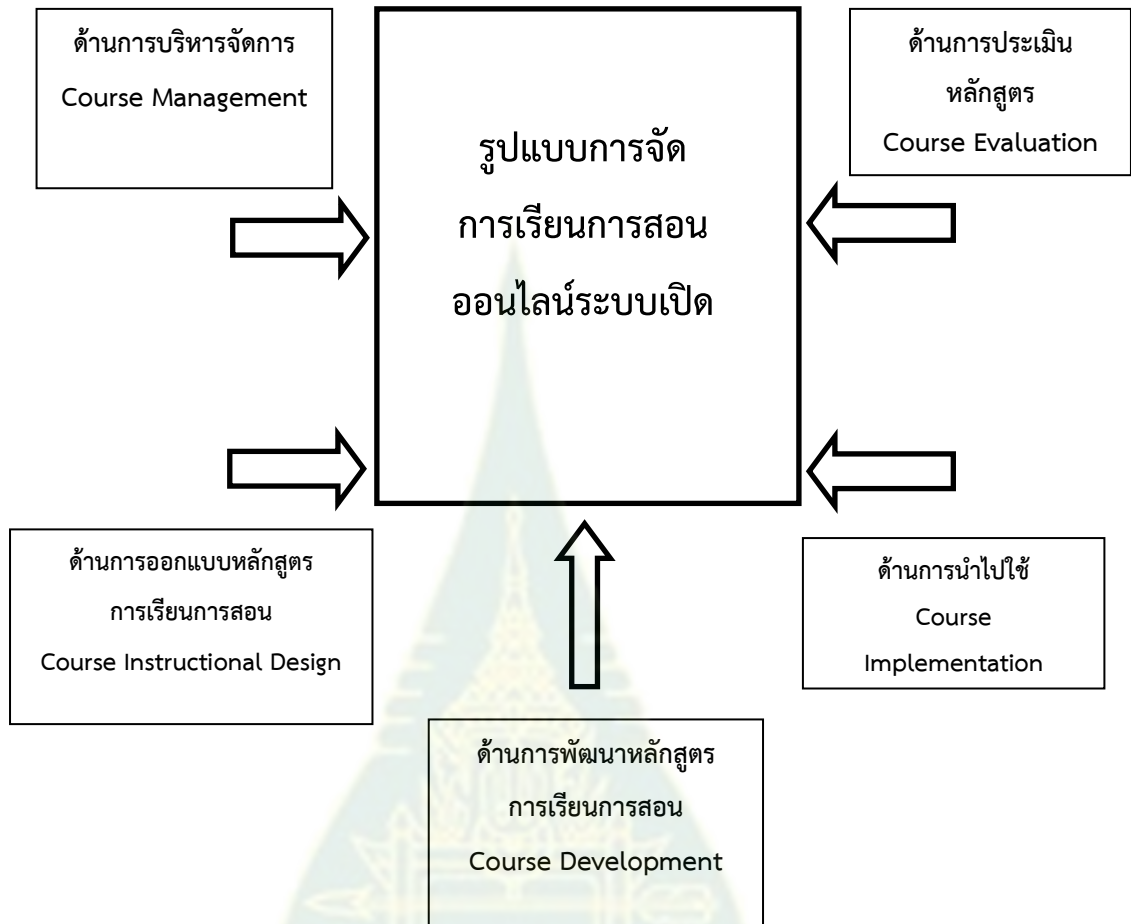 ด้านการบริหารจัดการ
Course Management
รูปแบบการจัด
การเรียนการสอน
ออนไลน์ระบบเปิด
ด้านการประเมิน
หลักสูตร
Course Evaluation
ด้านการออกแบบหลักสูตร
การเรียนการสอน
Course Instructional Design
ด้านการพัฒนาหลักสูตร
การเรียนการสอน
Course Development
ด้านการนำไปใช้
Course
Implementation